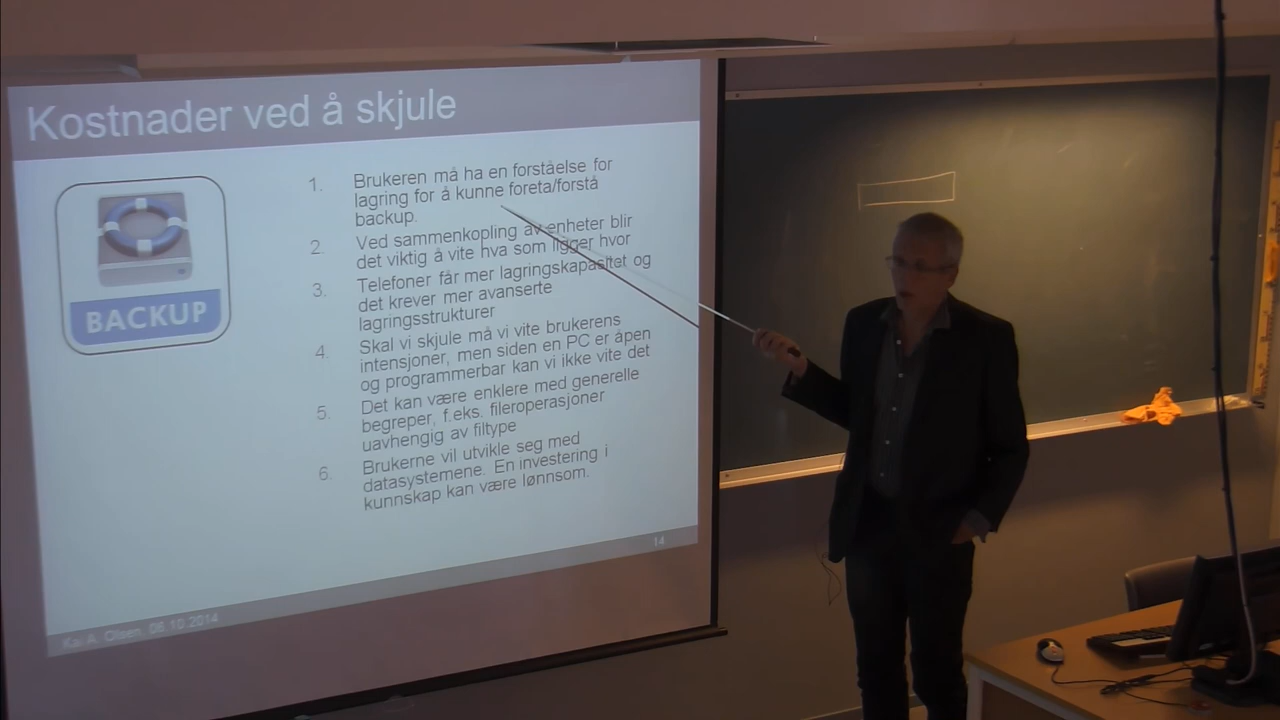 Kostnader ved å skjule
BACKUP
1. Brukeren må ha en forståelse for
lagring for å kunne foreta/forstå
backup.
2. Ved sammenkopling av enheter blir
det viktig å vite hva som ligger hvor
3. Telefoner får mer lagringskapasitet og
det krever mer avanserte
lagringsstrukturer
4. Skal vi skjule må vi vite brukerens
intensjoner, men siden en PC er åpen
og programmerbar kan vi ikke vite det
5. Det kan være enklere med generelle
begreper, f.eks. fileroperasjoner
uavhengig av filtype
6. Brukerne vil utvikle seg med
datasystemene. En investering i
kunnskap kan være lønnsom.
14
Kai A. Olsen, 06.10.2014